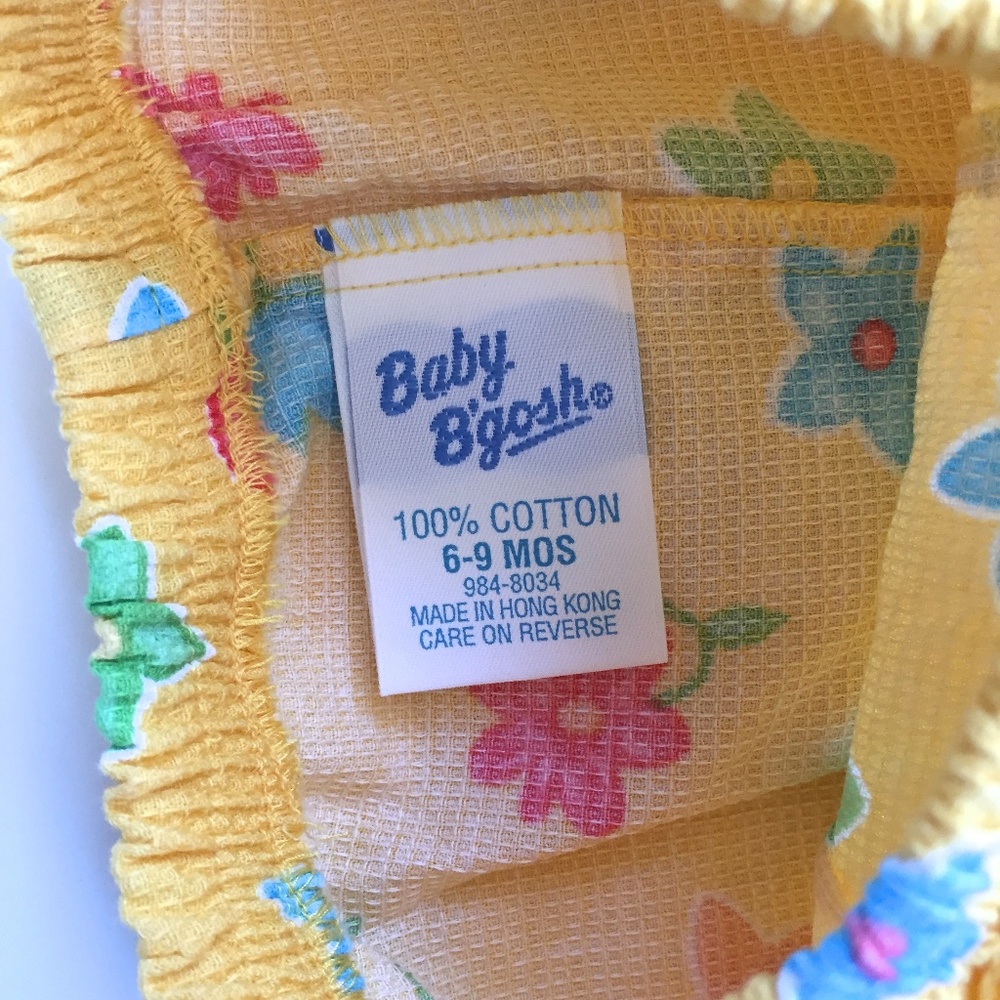 Baby
B'gosh®
100% COTTON
6-9 MOS
984-8034
MADE IN HONG KONG
CARE ON REVERSE